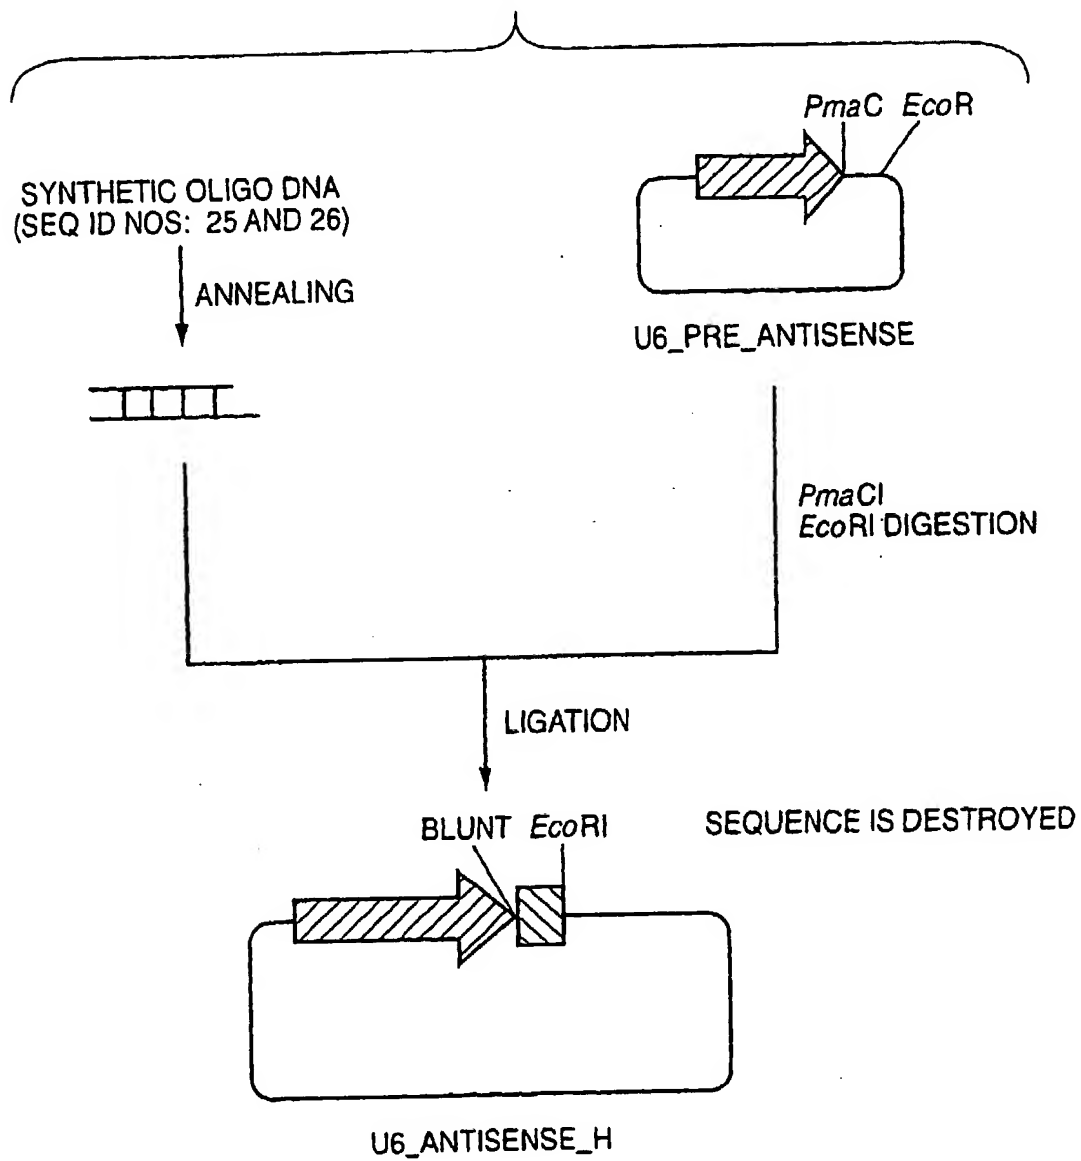 PmaC EcoR
SYNTHETIC OLIGO DNA
(SEQ ID NOS: 25 AND 26)
ANNEALING
U6_PRE_ANTISENSE
PmaCI
EcoRI DIGESTION
LIGATION
BLUNT EcoRI
SEQUENCE IS DESTROYED
U6_ANTISENSE_H